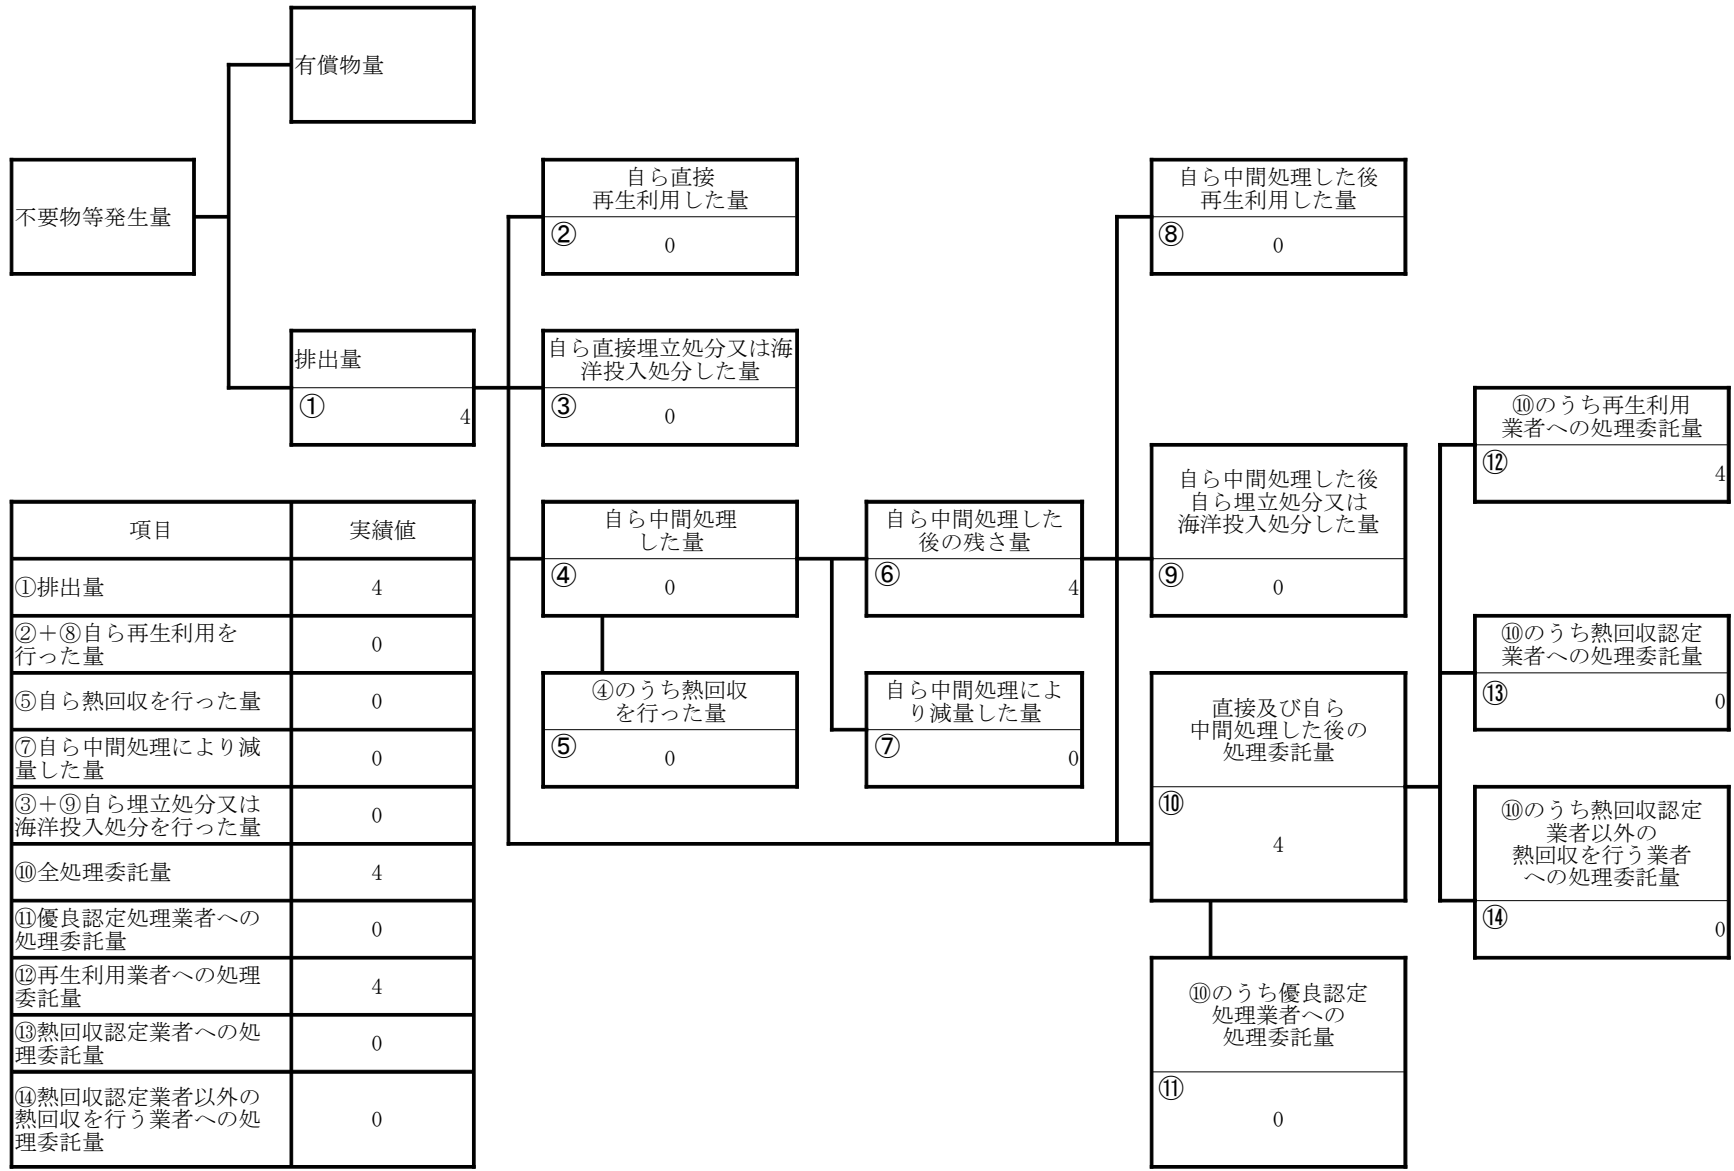 有償物量
不要物等発生量
自ら直接
再生利用した量
②
0
自ら中間処理した後
再生利用した量
⑧
0
排出量
①
4
自ら直接埋立処分又は海
洋投入処分した量
③
0
⑩のうち再生利用
業者への処理委託量
⑫
4
自ら中間処理
した量
④
0
自ら中間処理した
後の残さ量
⑥
4
自ら中間処理した後
自ら埋立処分又は
海洋投入処分した量
⑨
0
④のうち熱回収
を行った量
⑤
0
自ら中間処理によ
り減量した量
⑦
0
直接及び自ら
中間処理した後の
処理委託量
⑩
4
⑩のうち熱回収認定
業者への処理委託量
⑬
0
⑩のうち熱回収認定
業者以外の
熱回収を行う業者
への処理委託量
⑭
0
⑩のうち優良認定
処理業者への
処理委託量
⑪
0
項目 実績値
①排出量 4
②+⑧自ら再生利用を
行った量 0
⑤自ら熱回収を行った量 0
⑦自ら中間処理により減
量した量 0
③+⑨自ら埋立処分又は
海洋投入処分を行った量 0
⑩全処理委託量 4
⑪優良認定処理業者への
処理委託量 0
⑫再生利用業者への処理
委託量 4
⑬熱回収認定業者への処
理委託量 0
⑭熱回収認定業者以外の
熱回収を行う業者への処
理委託量 0